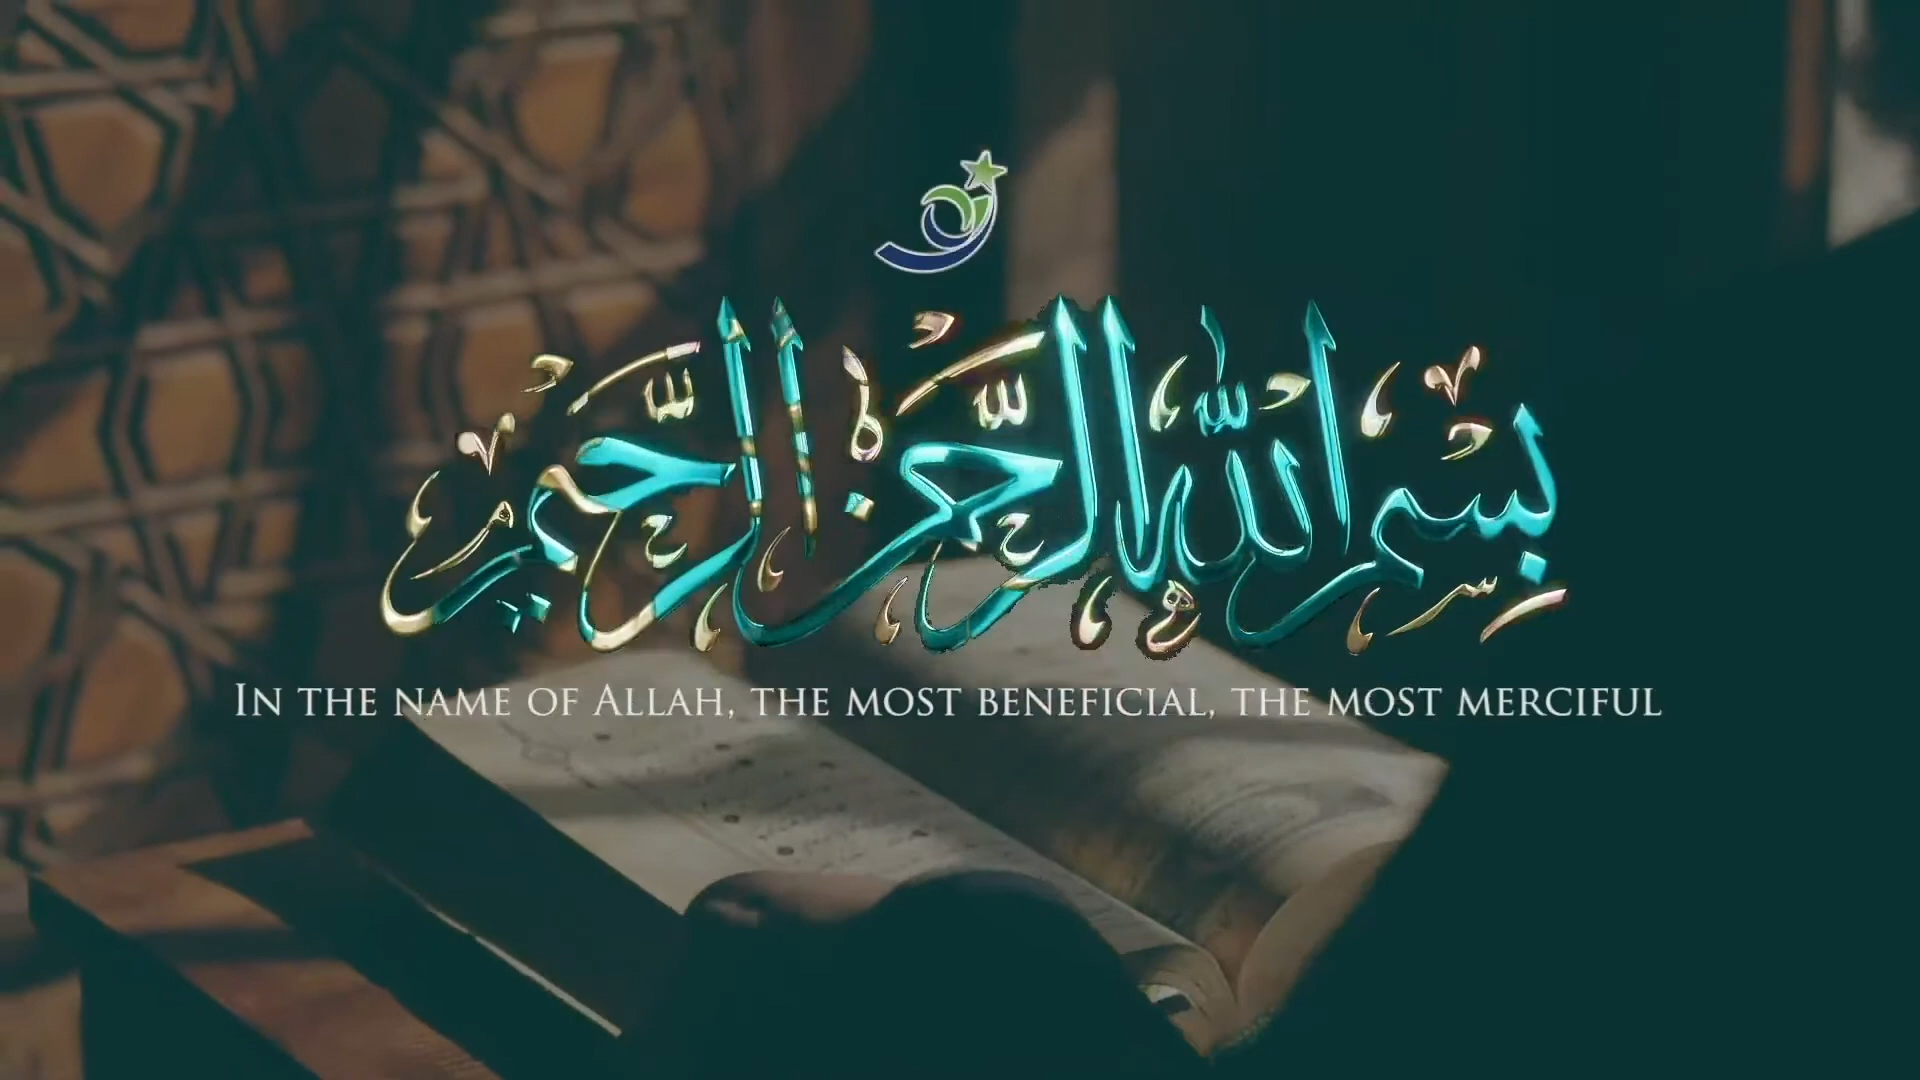 بسم الله الرحمن الرحيم
IN THE NAME OF ALLAH, THE MOST BENEFICIAL, THE MOST MERCIFUL